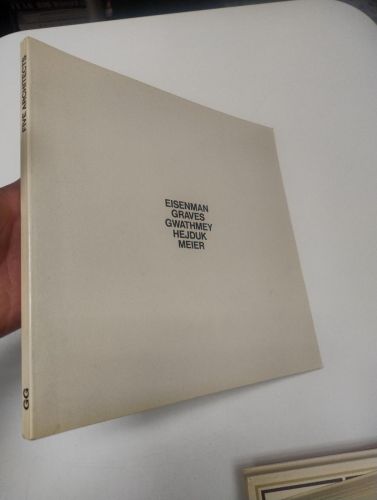 FIVE ARCHITECTS
EISENMAN
GRAVES
GWATHMEY
HEJDUK
MEIER
GG